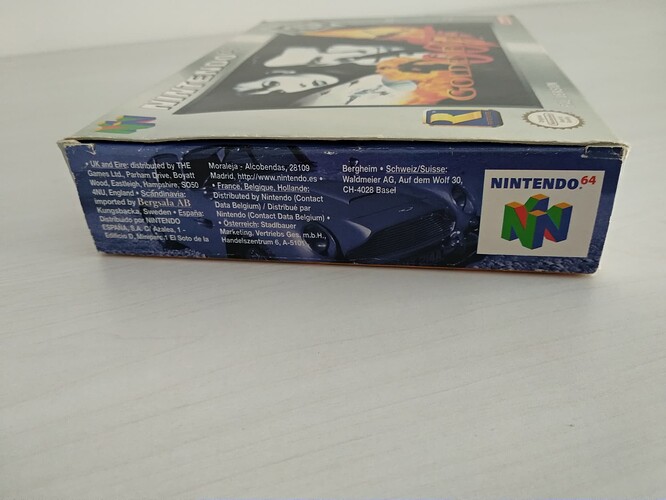 NINTENDO
GOLDENEYE
R
• UK and Eire: distributed by THE
Games Ltd., Parham Drive, Boyatt
Wood, Eastleigh, Hampshire, SO50
4NU, England • Scandinavia:
imported by Bergsala AB
Kungsbacka, Sweden • España:
Distribuido por NINTENDO
ESPAÑA, S.A. C/ Azalea, 1 -
Edificio D, Miniparc 1 El Soto de la
Moraleja - Alcobendas, 28109
Madrid, http://www.nintendo.es •
• France, Belgique, Hollande:
Distributed by Nintendo (Contact
Data Belgium) / Distribué par
Nintendo (Contact Data Belgium) •
• Österreich: Stadlbauer
Marketing, Vertriebs Ges. m.b.H.,
Handelszentrum 6, A-5101
Bergheim • Schweiz/Suisse:
Waldmeier AG, Auf dem Wolf 30,
CH-4028 Basel
NINTENDO 64